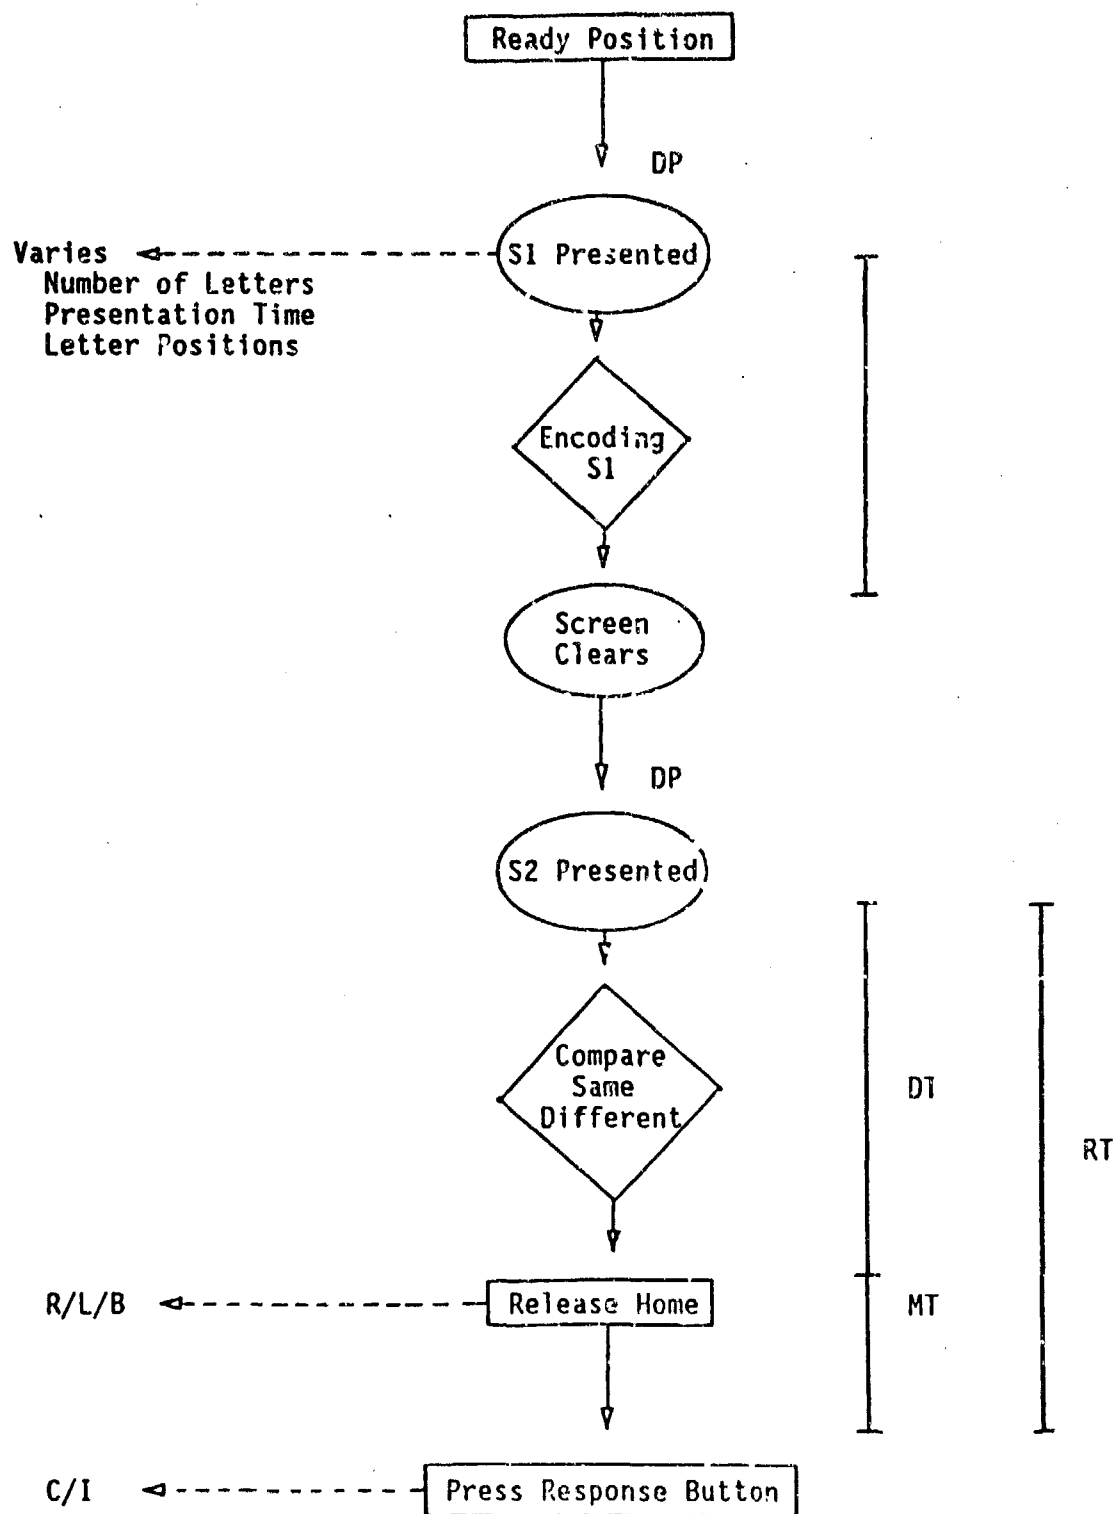 Ready Position
DP
S1 Presented
Varies
Number of Letters
Presentation Time
Letter Positions
Encoding
S1
Screen
Clears
DP
S2 Presented
Compare
Same
Different
DT
RT
R/L/B
Release Home
MT
C/I
Press Response Button